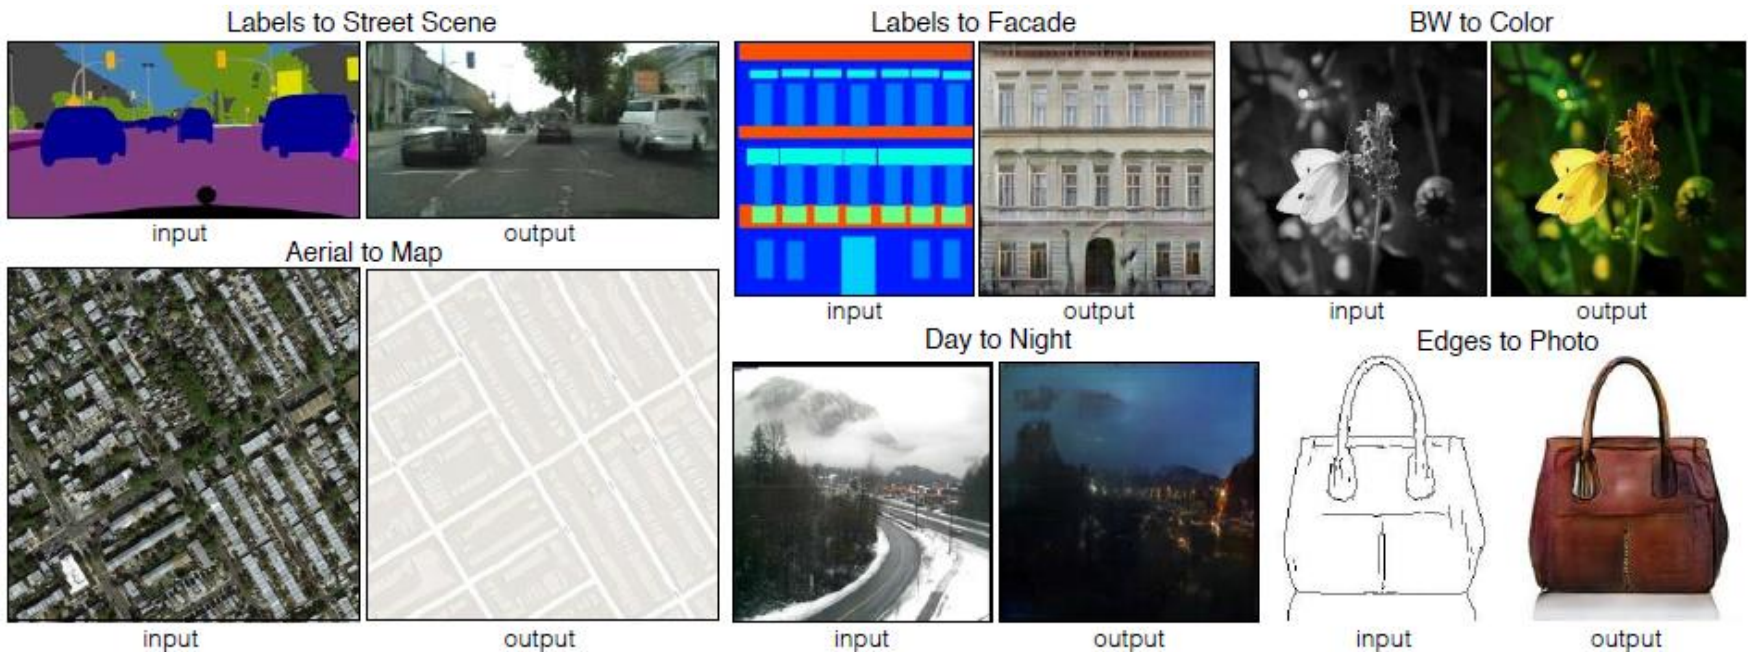 Labels to Street Scene
input
output
Aerial to Map
input
output
Labels to Facade
input
output
BW to Color
input
output
Day to Night
input
output
Edges to Photo
input
output